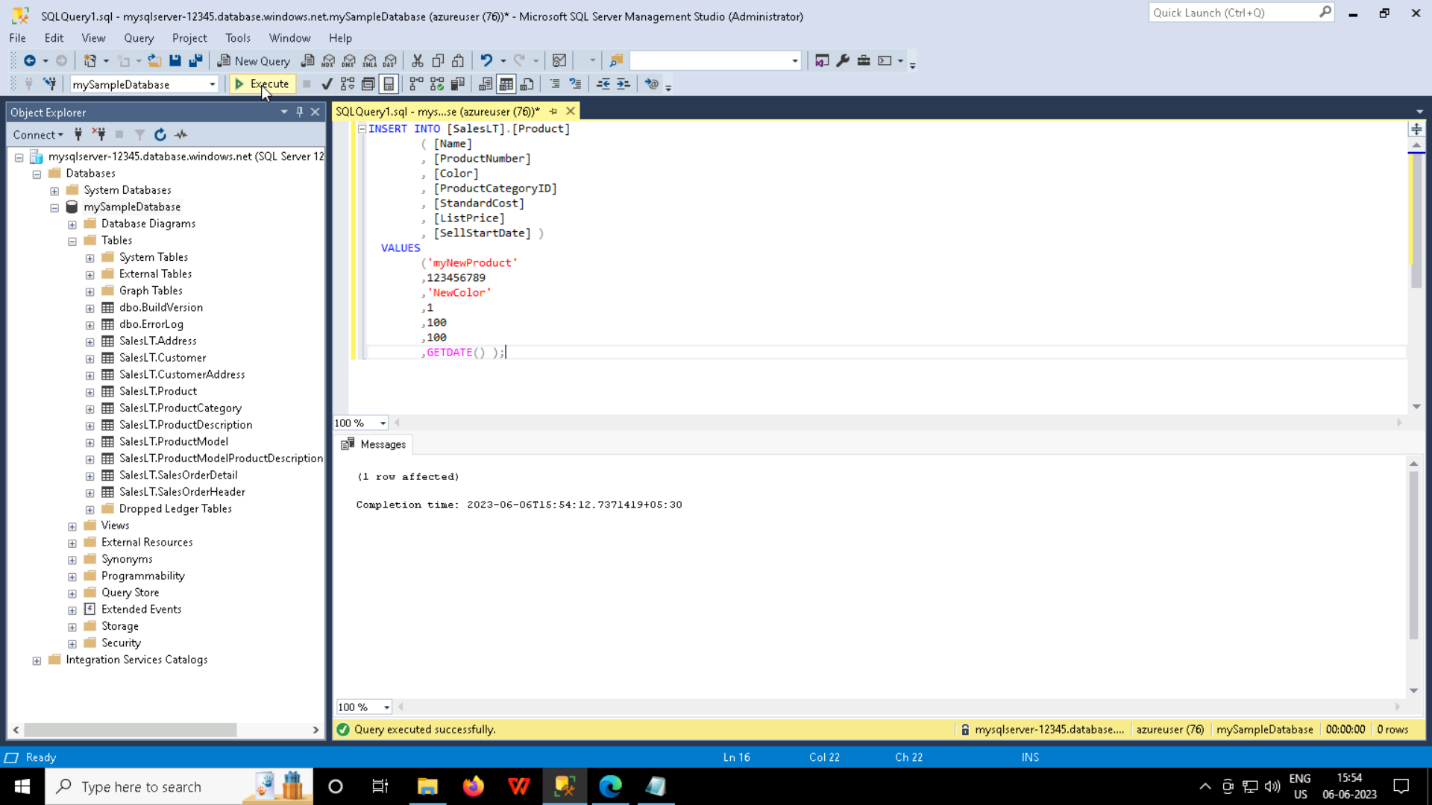 SQLQuery1.sql - mysqlserver-12345.database.windows.net.mySampleDatabase (azureuser (76))* - Microsoft SQL Server Management Studio (Administrator)
Quick Launch (Ctrl+Q)
File Edit View Query Project Tools Window Help
New Query
MDX DMX XMLA DAX
mySampleDatabase
Execute
Object Explorer
Connect
mysqlserver-12345.database.windows.net (SQL Server 12
Databases
System Databases
mySampleDatabase
Database Diagrams
Tables
System Tables
External Tables
Graph Tables
dbo.BuildVersion
dbo.ErrorLog
SalesLT.Address
SalesLT.Customer
SalesLT.CustomerAddress
SalesLT.Product
SalesLT.ProductCategory
SalesLT.ProductDescription
SalesLT.ProductModel
SalesLT.ProductModelProductDescription
SalesLT.SalesOrderDetail
SalesLT.SalesOrderHeader
Dropped Ledger Tables
Views
External Resources
Synonyms
Programmability
Query Store
Extended Events
Storage
Security
Integration Services Catalogs
SQLQuery1.sql - mys...se (azureuser (76))*
INSERT INTO [SalesLT].[Product]
( [Name]
, [ProductNumber]
, [Color]
, [ProductCategoryID]
, [StandardCost]
, [ListPrice]
, [SellStartDate] )
VALUES
('myNewProduct'
,123456789
,'NewColor'
,1
,100
,100
,GETDATE() );
100 %
Messages
(1 row affected)
Completion time: 2023-06-06T15:54:12.7371419+05:30
100 %
Query executed successfully.
mysqlserver-12345.database.... azureuser (76) mySampleDatabase 00:00:00 0 rows
Ready
Ln 16 Col 22 Ch 22 INS
Type here to search
ENG
US
15:54
06-06-2023